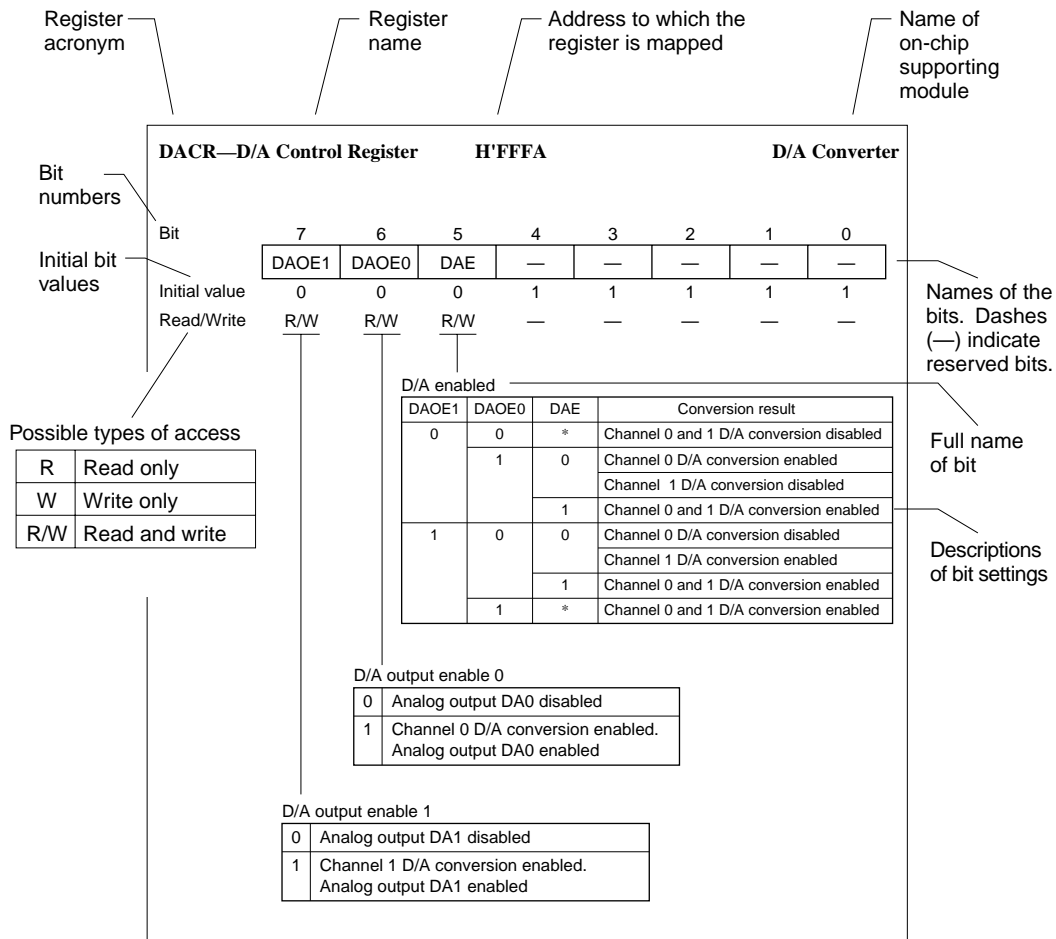 Register
acronym
Register
name
Address to which the
register is mapped
Name of
on-chip
supporting
module
DACR—D/A Control Register H'FFFA D/A Converter
Bit
numbers
Bit 7 6 5 4 3 2 1 0
DAOE1 DAOE0 DAE — — — — —
Initial bit
values
Initial value 0 0 0 1 1 1 1 1
Read/Write R/W R/W R/W — — — — —
Names of the
bits. Dashes
(—) indicate
reserved bits.
D/A enabled
DAOE1 DAOE0 DAE Conversion result
0 0 * Channel 0 and 1 D/A conversion disabled
1 0 Channel 0 D/A conversion enabled
Channel 1 D/A conversion disabled
1 Channel 0 and 1 D/A conversion enabled
1 0 0 Channel 0 D/A conversion disabled
Channel 1 D/A conversion enabled
1 Channel 0 and 1 D/A conversion enabled
1 * Channel 0 and 1 D/A conversion enabled
Full name
of bit
Descriptions
of bit settings
Possible types of access
R Read only
W Write only
R/W Read and write
D/A output enable 0
0 Analog output DA0 disabled
1 Channel 0 D/A conversion enabled.
Analog output DA0 enabled
D/A output enable 1
0 Analog output DA1 disabled
1 Channel 1 D/A conversion enabled.
Analog output DA1 enabled